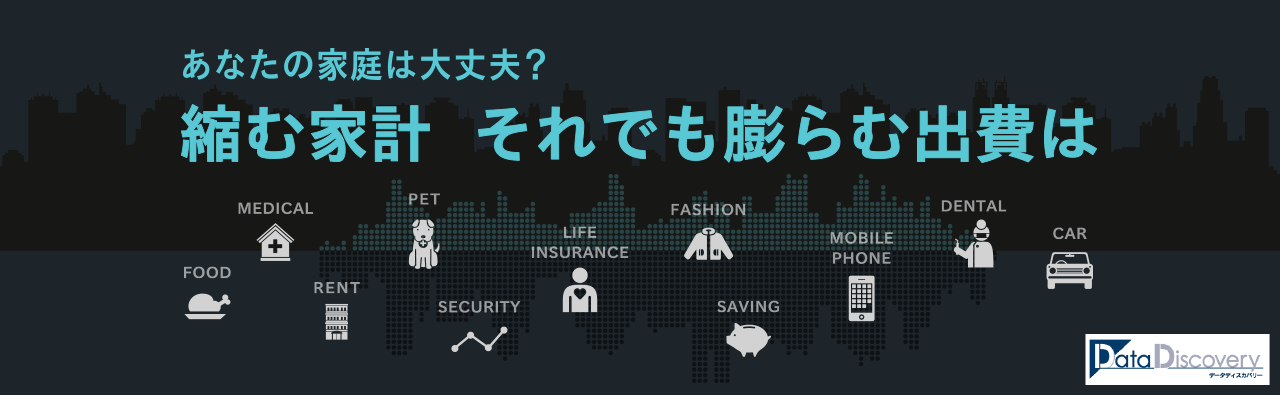 あなたの家庭は大丈夫？
縮む家計 それでも膨らむ出費は
MEDICAL
PET
LIFE
INSURANCE
FASHION
MOBILE
PHONE
DENTAL
CAR
FOOD
RENT
SECURITY
SAVING
Data Discovery
データディスカバリー